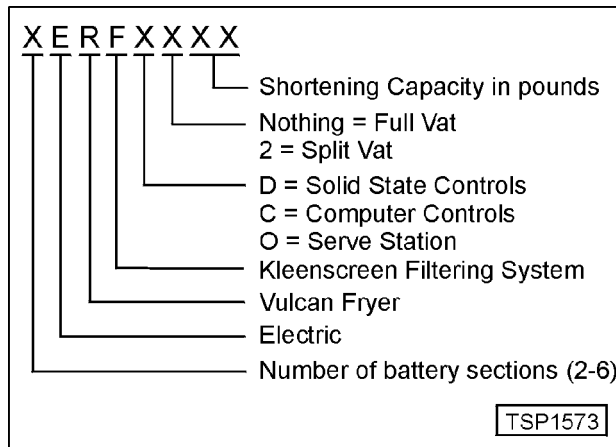 X E R F X X X X
Shortening Capacity in pounds
Nothing = Full Vat
2 = Split Vat
D = Solid State Controls
C = Computer Controls
O = Serve Station
Kleenscreen Filtering System
Vulcan Fryer
Electric
Number of battery sections (2-6)
TSP1573